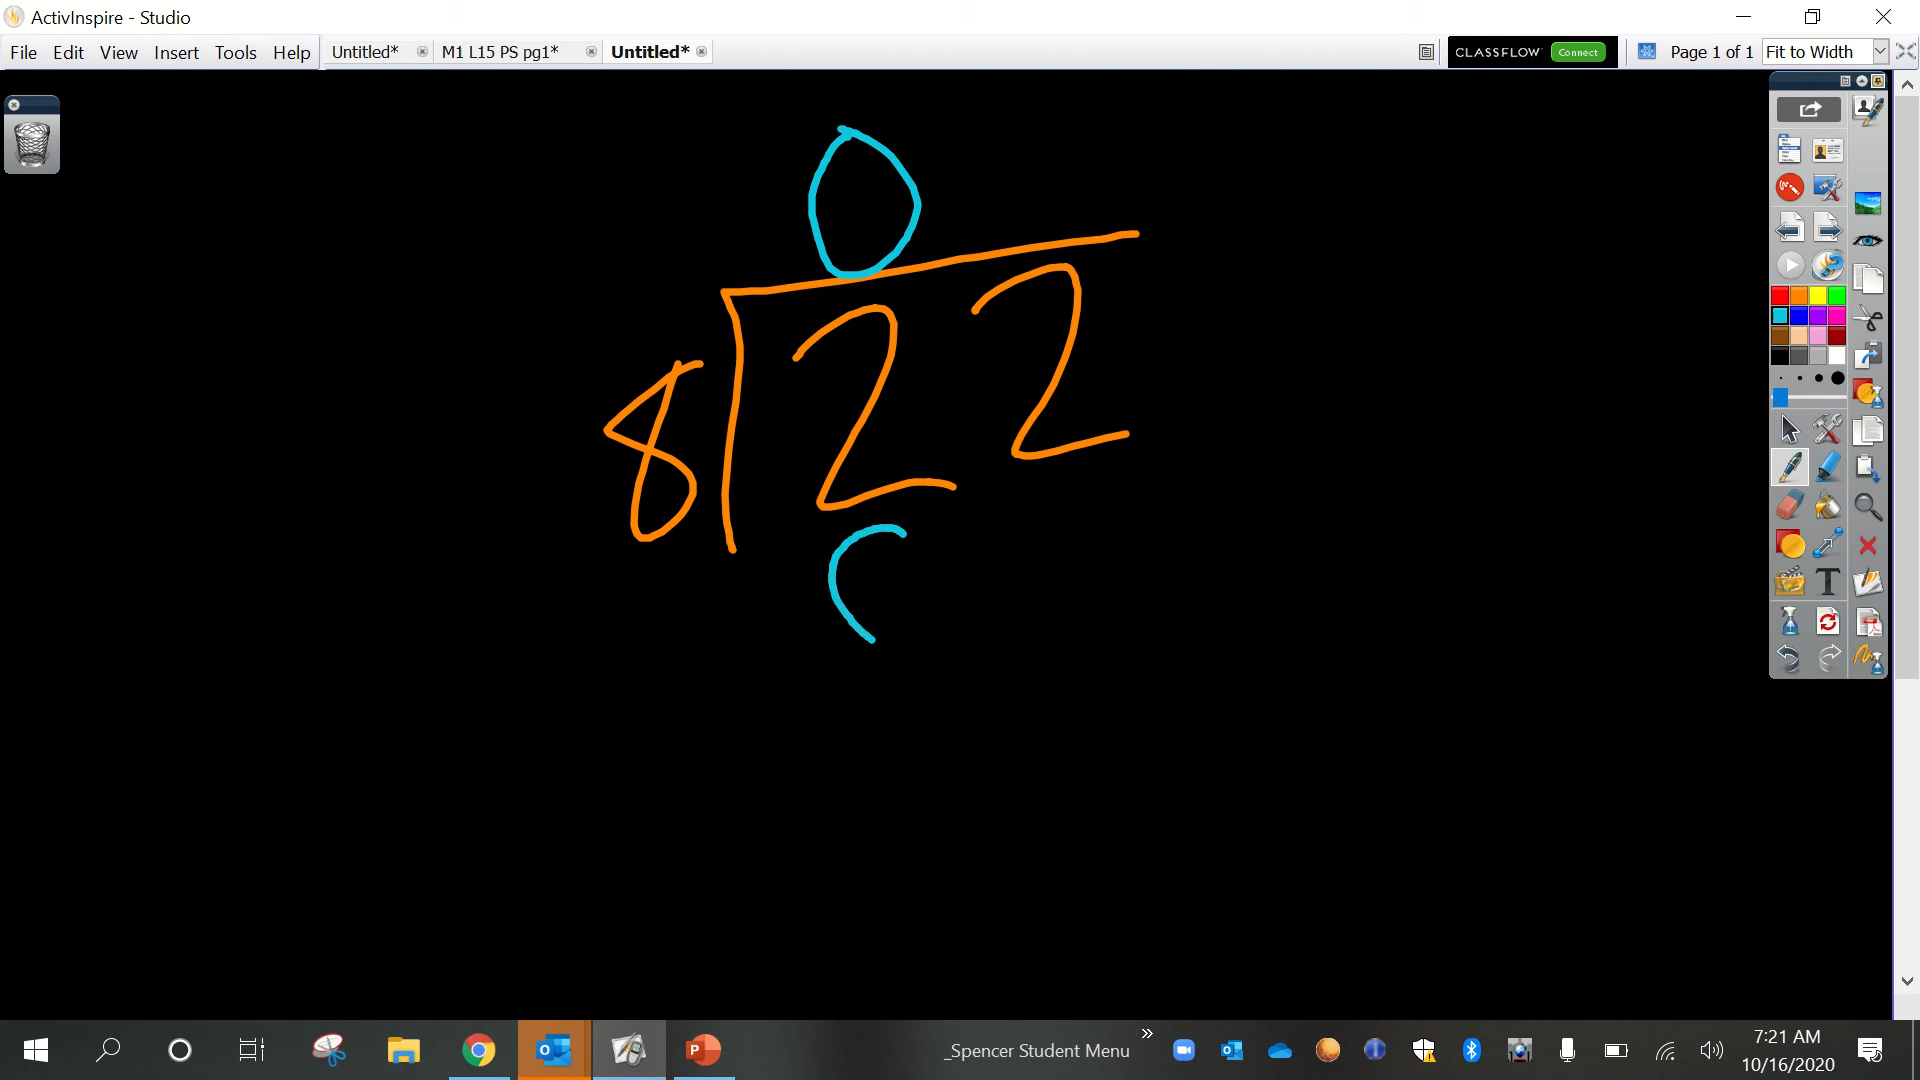 ActivInspire - Studio
File Edit View Insert Tools Help Untitled* M1 L15 PS pg1* Untitled* CLASSFLOW Connect Page 1 of 1 Fit to Width
0
8 22
_Spencer Student Menu
7:21 AM
10/16/2020